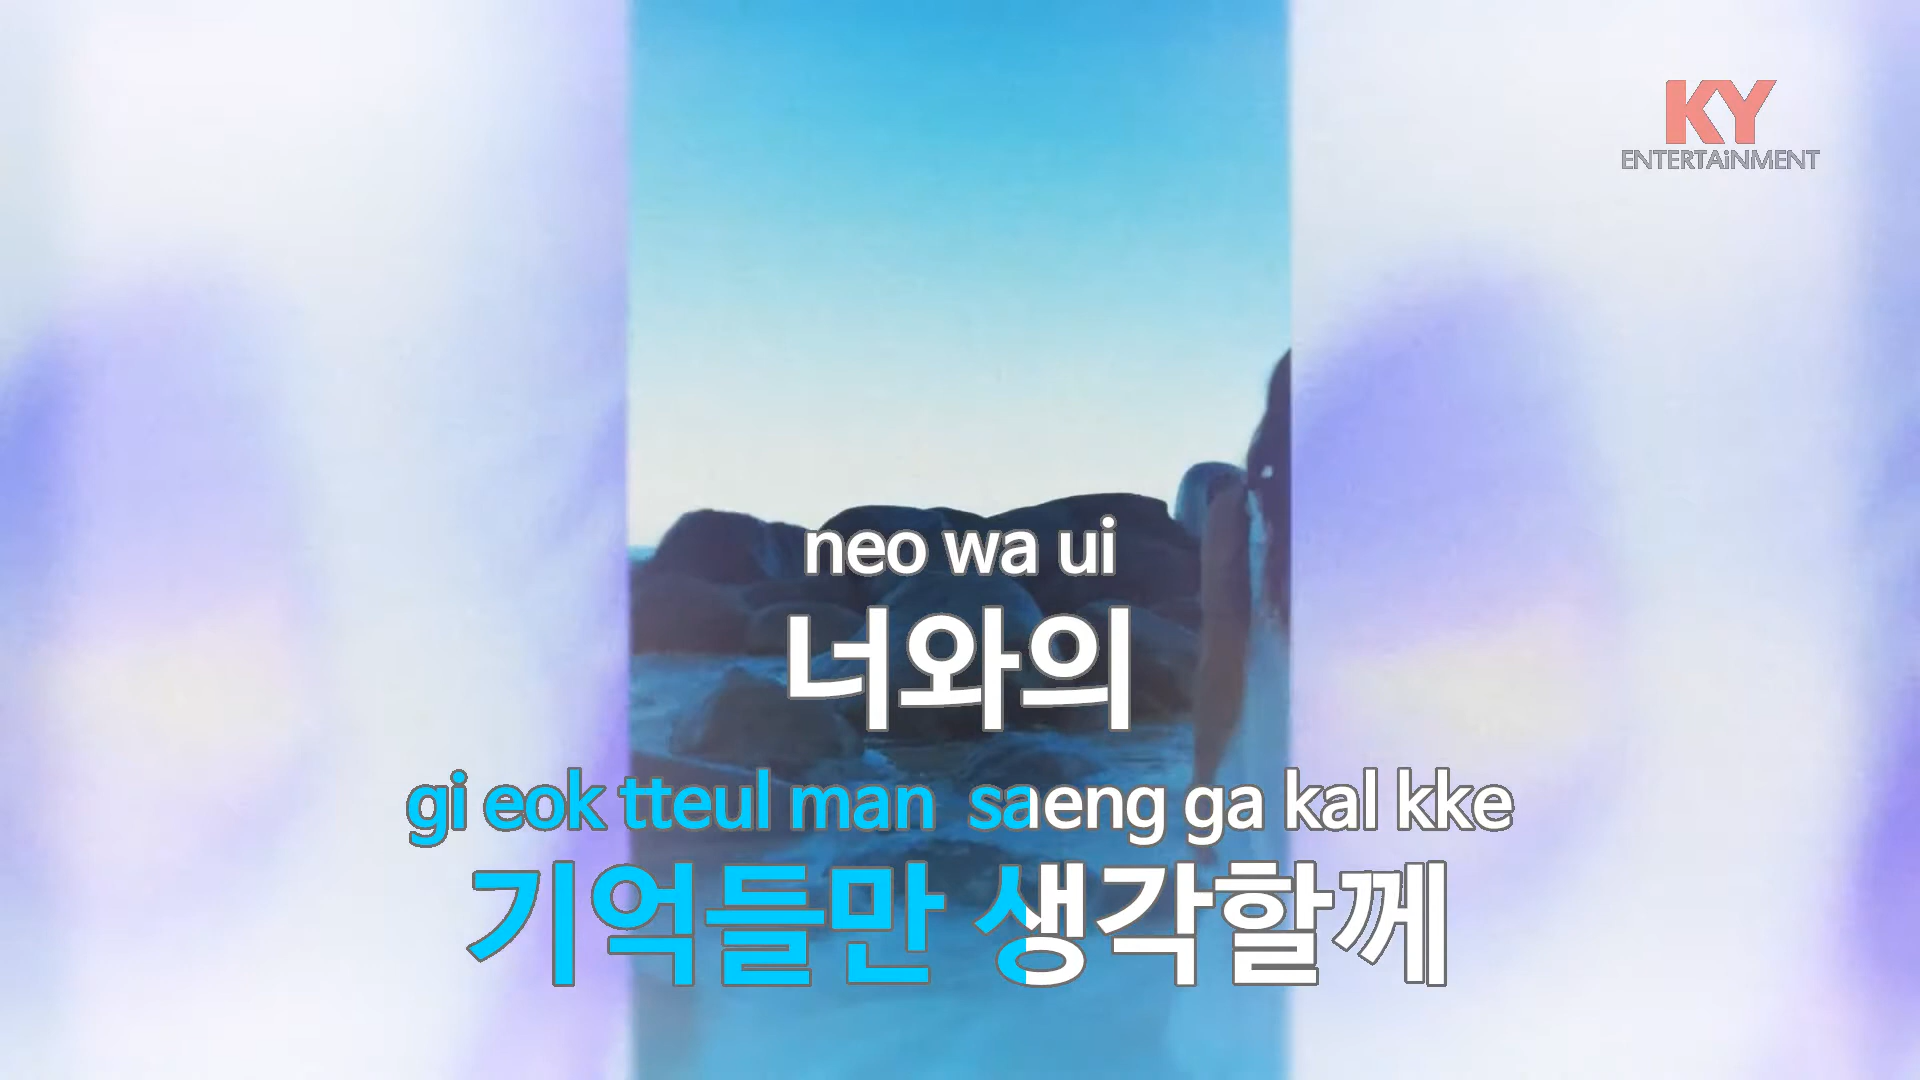 KY
ENTERTAiNMENT
neo wa ui
너와의
gi eok tteul man saeng ga kal kke
기억들만 생각할께